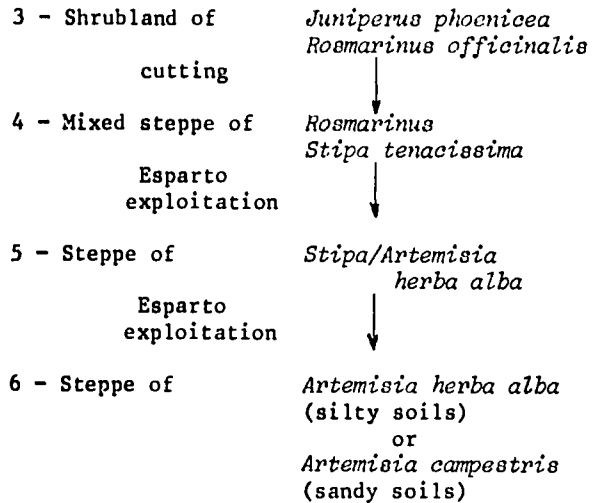 3 - Shrubland of Juniperus phoenicea
Rosmarinus officinalis
cutting
4 - Mixed steppe of Rosmarinus
Stipa tenacissima
Esparto
exploitation
5 - Steppe of Stipa/Artemisia
herba alba
Esparto
exploitation
6 - Steppe of Artemisia herba alba
(silty soils)
or
Artemisia campestris
(sandy soils)